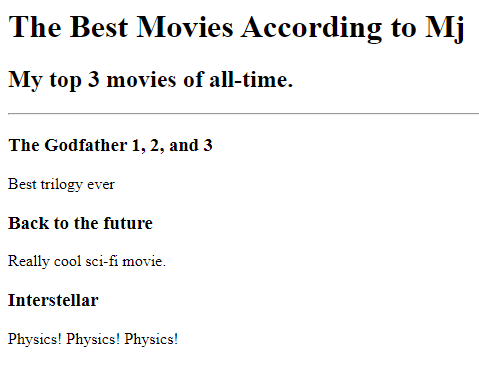 The Best Movies According to Mj
My top 3 movies of all-time.
The Godfather 1, 2, and 3
Best trilogy ever
Back to the future
Really cool sci-fi movie.
Interstellar
Physics! Physics! Physics!